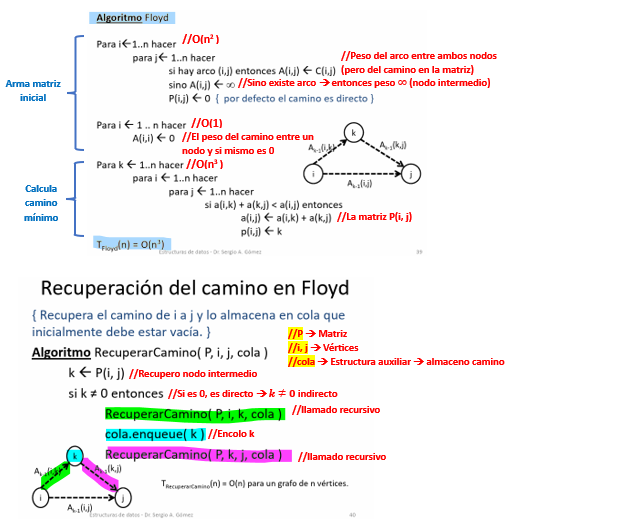 Algoritmo Floyd
Para i←1..n hacer //O(n²)
para j← 1..n hacer //Peso del arco entre ambos nodos
si hay arco (i,j) entonces A(i,j) ← C(i,j) (pero del camino en la matriz)
sino A(i,j) ← ∞ //Sino existe arco → entonces peso ∞ (nodo intermedio)
P(i,j) ← 0 { por defecto el camino es directo }
Arma matriz
inicial
Para i ← 1 .. n hacer //O(1)
A(i,i) ← 0 //El peso del camino entre un
nodo y si mismo es 0
k
Aₖ₋₁(i,k)
Aₖ₋₁(k,j)
i
j
Aₖ₋₁(i,j)
Para k ← 1..n hacer //O(n³)
para i ← 1..n hacer
para j ← 1..n hacer
si a(i,k) + a(k,j) < a(i,j) entonces
a(i,j) ← a(i,k) + a(k,j) //La matriz P(i, j)
p(i,j) ← k
Calcula
camino
mínimo
T Floyd(n) = O(n³)
Estructuras de datos - Dr. Sergio A. Gómez
39
Recuperación del camino en Floyd
{ Recupera el camino de i a j y lo almacena en cola que
inicialmente debe estar vacía. }
//P → Matriz
//i, j → Vértices
//cola → Estructura auxiliar → almaceno camino
Algoritmo RecuperarCamino( P, i, j, cola )
k ← P(i, j) //Recupero nodo intermedio
si k ≠ 0 entonces //Si es 0, es directo → k ≠ 0 indirecto
RecuperarCamino( P, i, k, cola ) //llamado recursivo
cola.enqueue( k ) //Encolo k
RecuperarCamino( P, k, j, cola ) //llamado recursivo
k
Aₖ₋₁(i,k)
Aₖ₋₁(k,j)
i
j
Aₖ₋₁(i,j)
T RecuperarCamino(n) = O(n) para un grafo de n vértices.
Estructuras de datos - Dr. Sergio A. Gómez
40